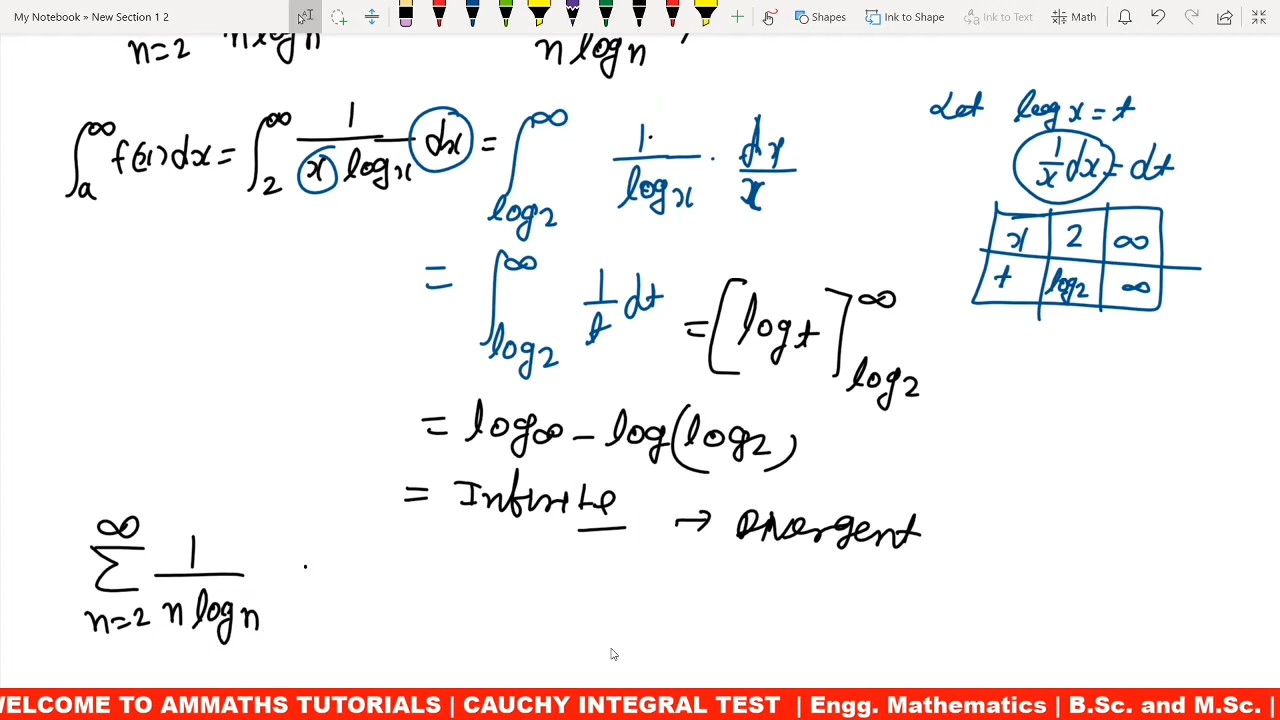 My Notebook » New Section 1 2
Shapes Ink to Shape Ink to Text Math
n=2 n log n n log n ,
∫_a^∞ f(x)dx = ∫_2^∞ 1/(x log x) dx = ∫_{log 2}^∞ 1/(log x) · dx/x
Let log x = t
1/x dx = dt
x 2 ∞
t log 2 ∞
= ∫_{log 2}^∞ 1/t dt = [log t]_{log 2}^∞
= log ∞ - log(log 2)
= Infinite → Divergent
∑_{n=2}^∞ 1/(n log n)
WELCOME TO AMMATHS TUTORIALS | CAUCHY INTEGRAL TEST | Engg. Mathematics | B.Sc. and M.Sc. |